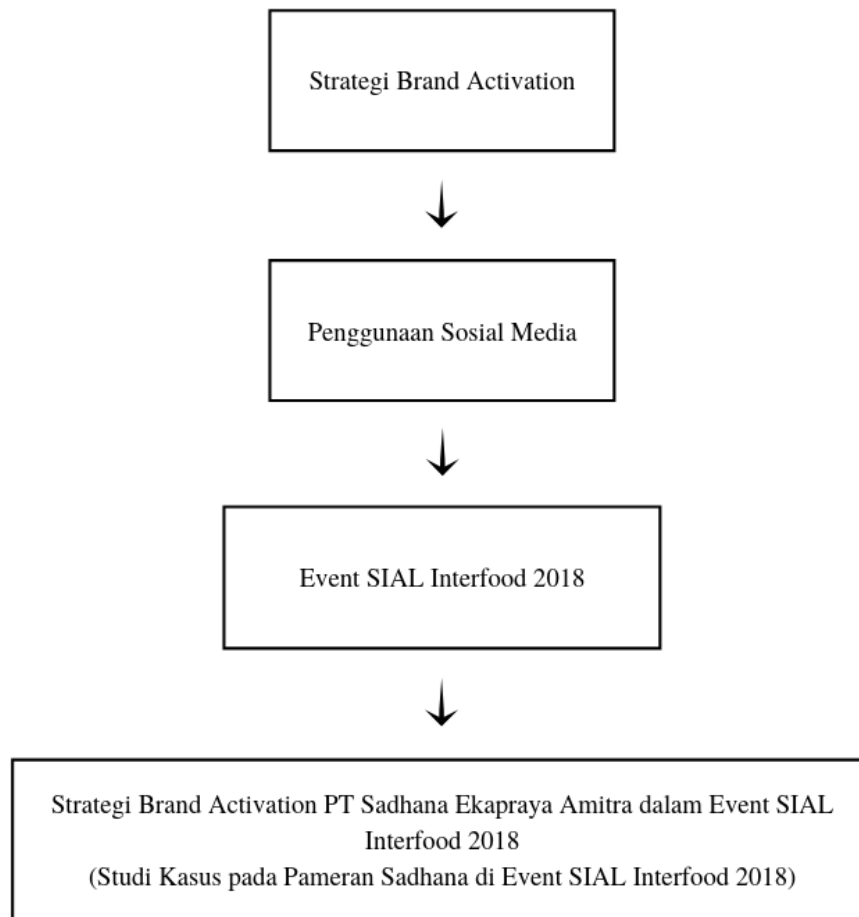 Strategi Brand Activation
Penggunaan Sosial Media
Event SIAL Interfood 2018
Strategi Brand Activation PT Sadhana Ekapraya Amitra dalam Event SIAL
Interfood 2018
(Studi Kasus pada Pameran Sadhana di Event SIAL Interfood 2018)